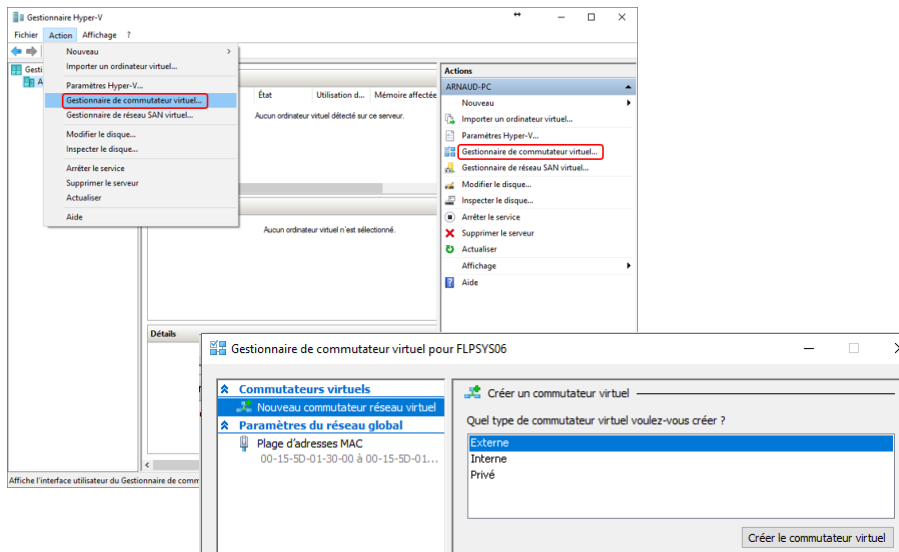 Gestionnaire Hyper-V
Fichier Action Affichage ?
Nouveau
Importer un ordinateur virtuel...
Paramètres Hyper-V...
Gestionnaire de commutateur virtuel...
Gestionnaire de réseau SAN virtuel...
Modifier le disque...
Inspecter le disque...
Arrêter le service
Supprimer le serveur
Actualiser
Aide
Gesti
A
État Utilisation d... Mémoire affectée
Aucun ordinateur virtuel détecté sur ce serveur.
Aucun ordinateur virtuel n'est sélectionné.
Détails
Actions
ARNAUD-PC
Nouveau
Importer un ordinateur virtuel...
Paramètres Hyper-V...
Gestionnaire de commutateur virtuel...
Gestionnaire de réseau SAN virtuel...
Modifier le disque...
Inspecter le disque...
Arrêter le service
Supprimer le serveur
Actualiser
Affichage
Aide
Affiche l'interface utilisateur du Gestionnaire de comm
Gestionnaire de commutateur virtuel pour FLPSYS06
Commutateurs virtuels
Nouveau commutateur réseau virtuel
Paramètres du réseau global
Plage d'adresses MAC
00-15-5D-01-30-00 à 00-15-5D-01...
Créer un commutateur virtuel
Quel type de commutateur virtuel voulez-vous créer ?
Externe
Interne
Privé
Créer le commutateur virtuel